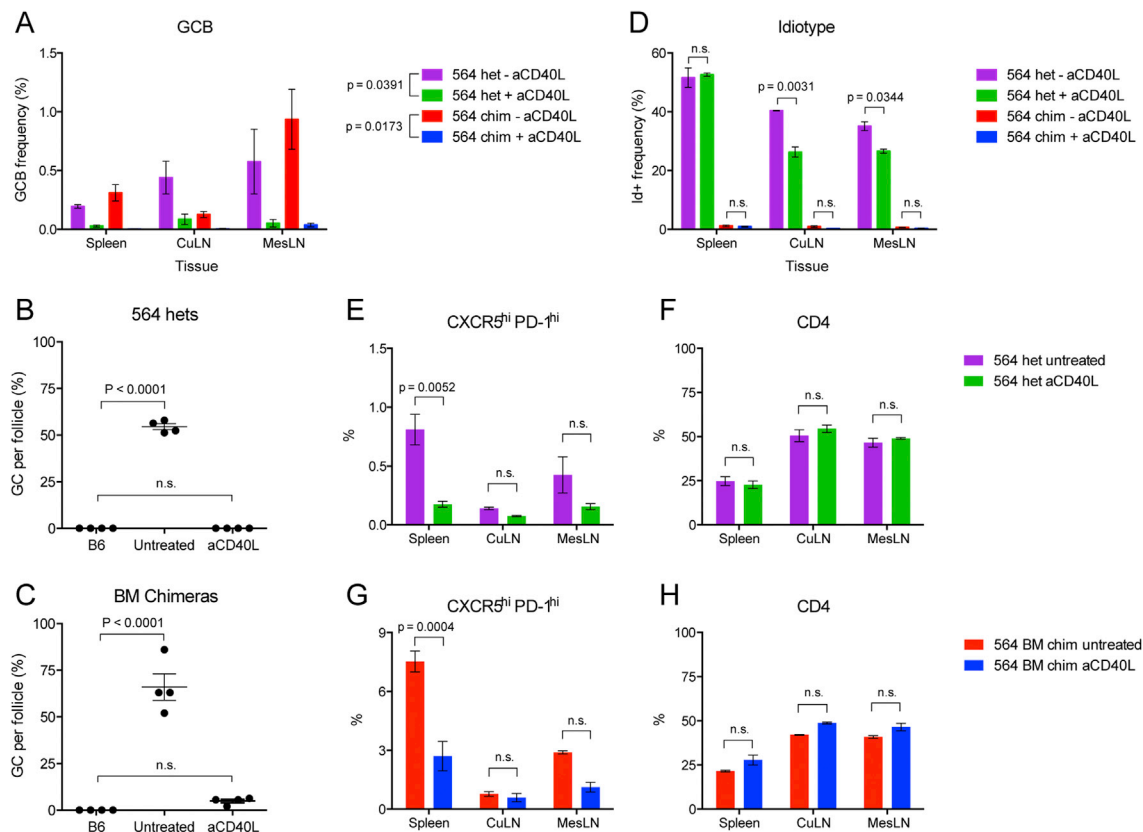 A
GCB
GCB frequency (%)
1.5
1.0
0.5
0.0
Spleen
CuLN
MesLN
Tissue
p = 0.0391
p = 0.0173
564 het - aCD40L
564 het + aCD40L
564 chim - aCD40L
564 chim + aCD40L
D
Idiotype
Id+ frequency (%)
60
40
20
0
n.s.
n.s.
p = 0.0031
n.s.
p = 0.0344
n.s.
Spleen
CuLN
MesLN
Tissue
564 het - aCD40L
564 het + aCD40L
564 chim - aCD40L
564 chim + aCD40L
B
564 hets
GC per follicle (%)
100
75
50
25
0
P < 0.0001
n.s.
B6
Untreated
aCD40L
E
CXCR5hi PD-1hi
%
1.5
1.0
0.5
0.0
p = 0.0052
n.s.
n.s.
Spleen
CuLN
MesLN
F
CD4
%
100
75
50
25
0
n.s.
n.s.
n.s.
Spleen
CuLN
MesLN
564 het untreated
564 het aCD40L
C
BM Chimeras
GC per follicle (%)
100
75
50
25
0
P < 0.0001
n.s.
B6
Untreated
aCD40L
G
CXCR5hi PD-1hi
%
9
6
3
0
p = 0.0004
n.s.
n.s.
Spleen
CuLN
MesLN
H
CD4
%
100
75
50
25
0
n.s.
n.s.
n.s.
Spleen
CuLN
MesLN
564 BM chim untreated
564 BM chim aCD40L